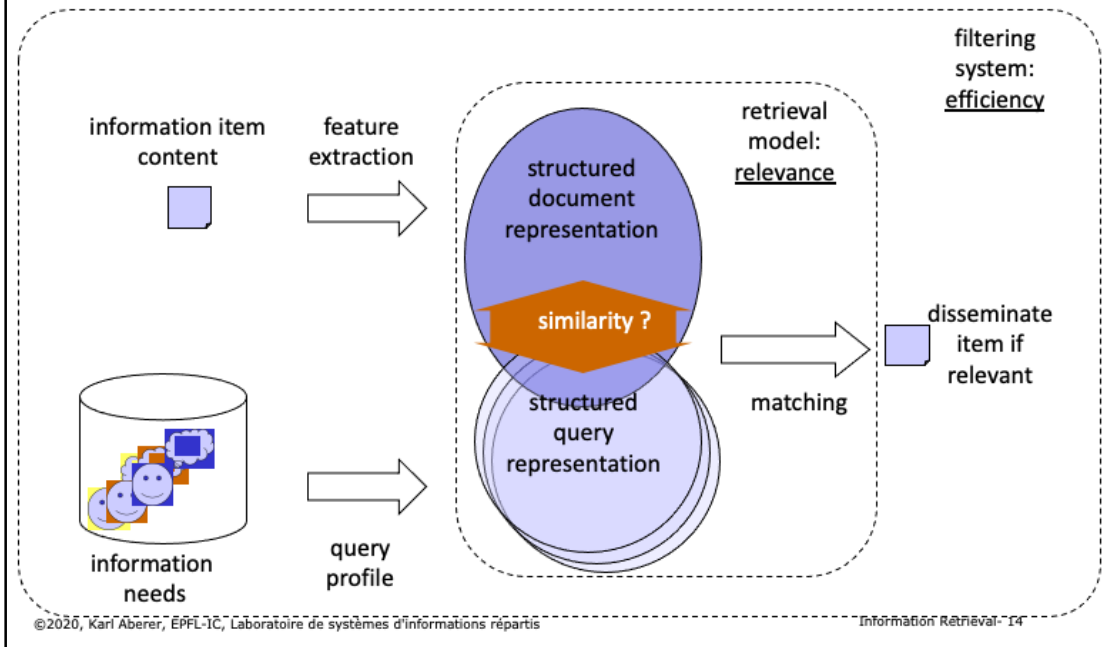 filtering
system:
efficiency
information item
content
feature
extraction
retrieval
model:
relevance
structured
document
representation
similarity ?
disseminate
item if
relevant
matching
structured
query
representation
information
needs
query
profile
©2020, Karl Aberer, EPFL-IC, Laboratoire de systèmes d'informations répartis
Information Retrieval- 14